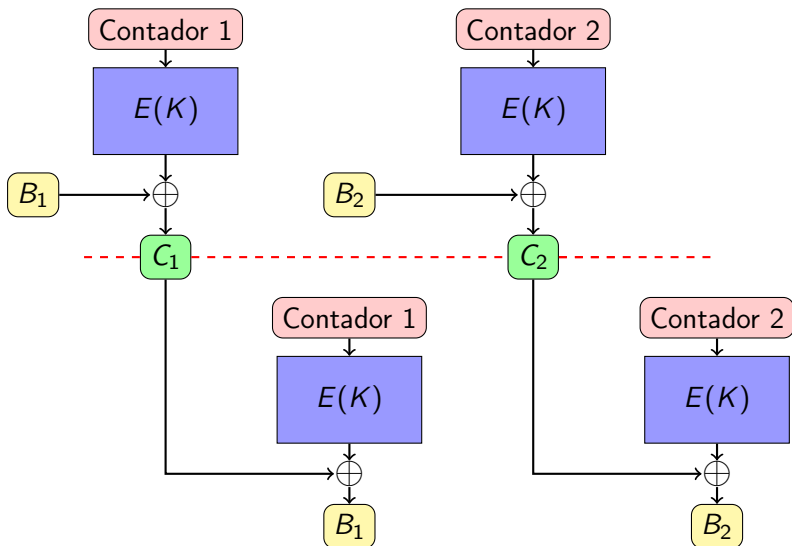 Contador 1 Contador 2
E(K) E(K)
B₁ B₂
C₁ C₂
Contador 1 Contador 2
E(K) E(K)
B₁ B₂